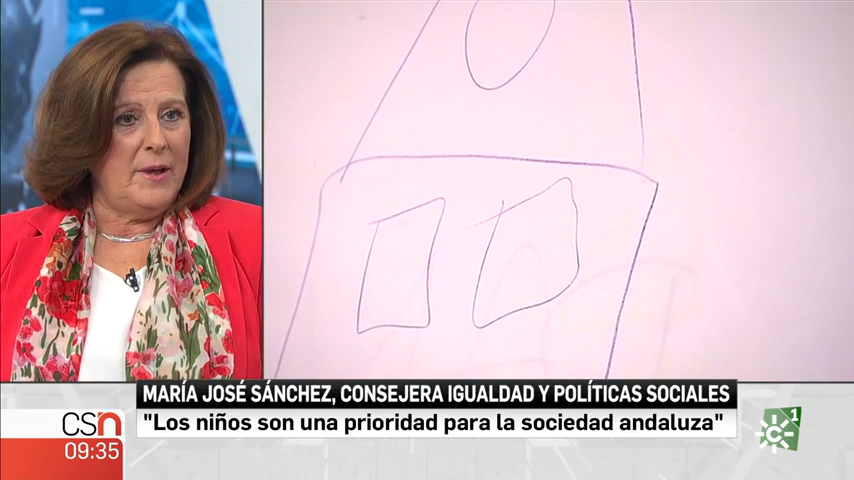 MARÍA JOSÉ SÁNCHEZ, CONSEJERA IGUALDAD Y POLÍTICAS SOCIALES
"Los niños son una prioridad para la sociedad andaluza"
csn
09:35
1